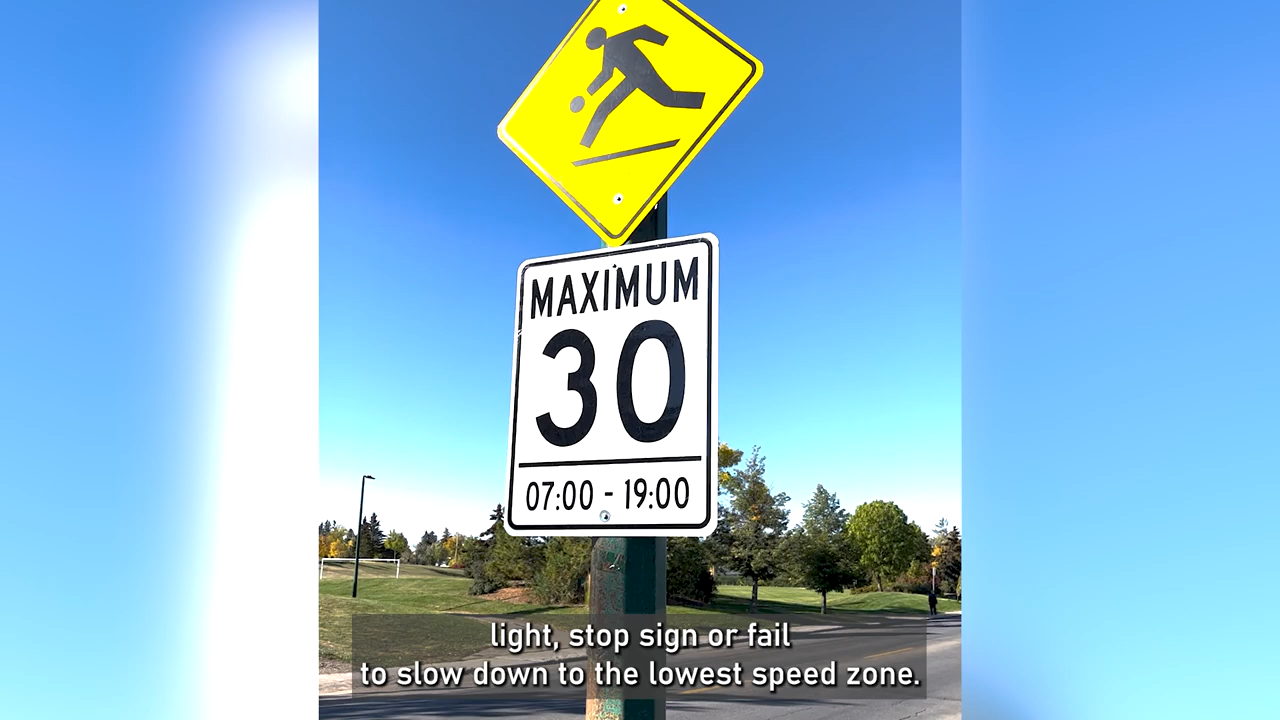 MAXIMUM
30
07:00 - 19:00
light, stop sign or fail
to slow down to the lowest speed zone.